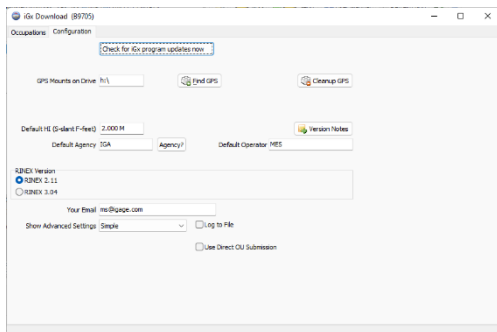 iGx Download (B9705)
Occupations Configuration
Check for iGx program updates now
GPS Mounts on Drive h:\ Find GPS Cleanup GPS
Default HI (S-slant F-feet) 2.000 M Version Notes
Default Agency IGA Agency? Default Operator MES
RINEX Version
RINEX 2.11
RINEX 3.04
Your Email ms@gage.com
Show Advanced Settings Simple Log to File
Use Direct OU Submission